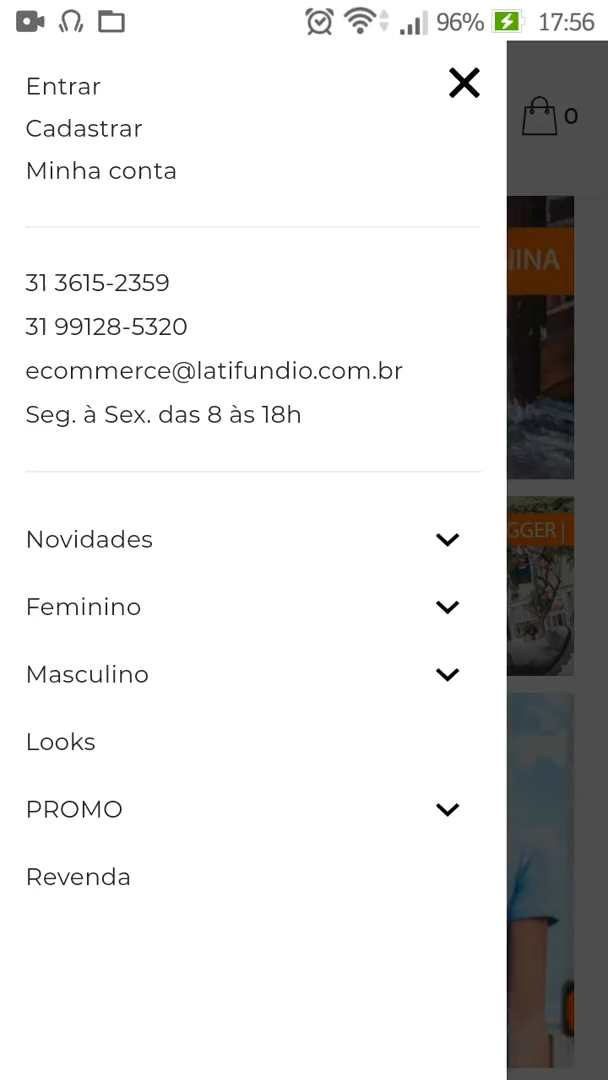 96% 17:56
Entrar
Cadastrar
Minha conta
0
31 3615-2359
31 99128-5320
ecommerce@latifundio.com.br
Seg. à Sex. das 8 às 18h
Novidades
Feminino
Masculino
Looks
PROMO
Revenda